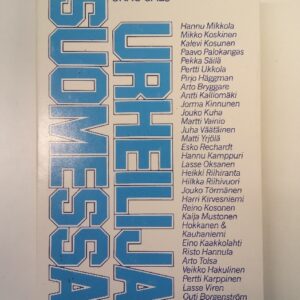 SUOMESSA
URHEILIJA
Hannu Mikkola
Mikko Koskinen
Kalevi Kosunan
Paavo Palokangas
Pekka Säilä
Pertti Ukkola
Pirjo Häggman
Arto Bryggare
Antti Kalliomäki
Jorma Kinnunen
Jouko Kuha
Martti Vainio
Juha Väätäinen
Matti Yrjölä
Esko Rechardt
Hannu Kamppuri
Lasse Oksanen
Heikki Riihiranta
Hilkka Riihivuori
Jouko Törmänen
Harri Kirvesniemi
Reino Kosonen
Kaija Mustonen
Hokkanen &
Kauhaniemi
Eino Kaakkolahti
Risto Hannula
Arto Tolsa
Veikko Hakulinen
Pertti Karppinen
Lasse Viren
Outi Borgenström